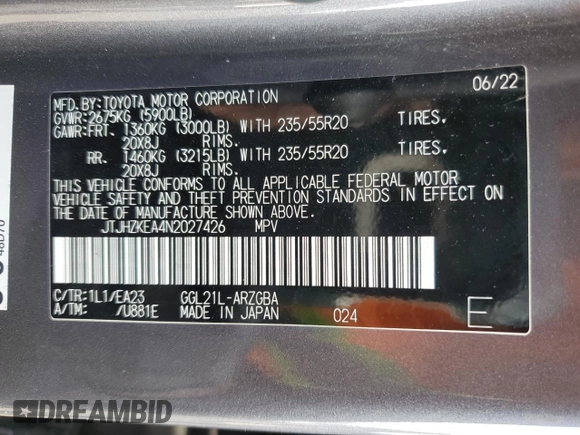 06/22
MFD.BY:TOYOTA MOTOR CORPORATION
GVWR:2675KG (5900LB)
GAWR:FRT. 1360KG (3000LB) WITH 235/55R20 TIRES,
20X8J RIMS.
RR. 1460KG (3215LB) WITH 235/55R20 TIRES,
20X8J RIMS.
THIS VEHICLE CONFORMS TO ALL APPLICABLE FEDERAL MOTOR
VEHICLE SAFETY AND THEFT PREVENTION STANDARDS IN EFFECT ON
THE DATE OF MANUFACTURE SHOWN ABOVE.
JTJHZKEA4N2027426 MPV
C/TR:1L1/EA23 GGL21L-ARZGBA
A/TM: /U881E MADE IN JAPAN 024 E
DREAMBID